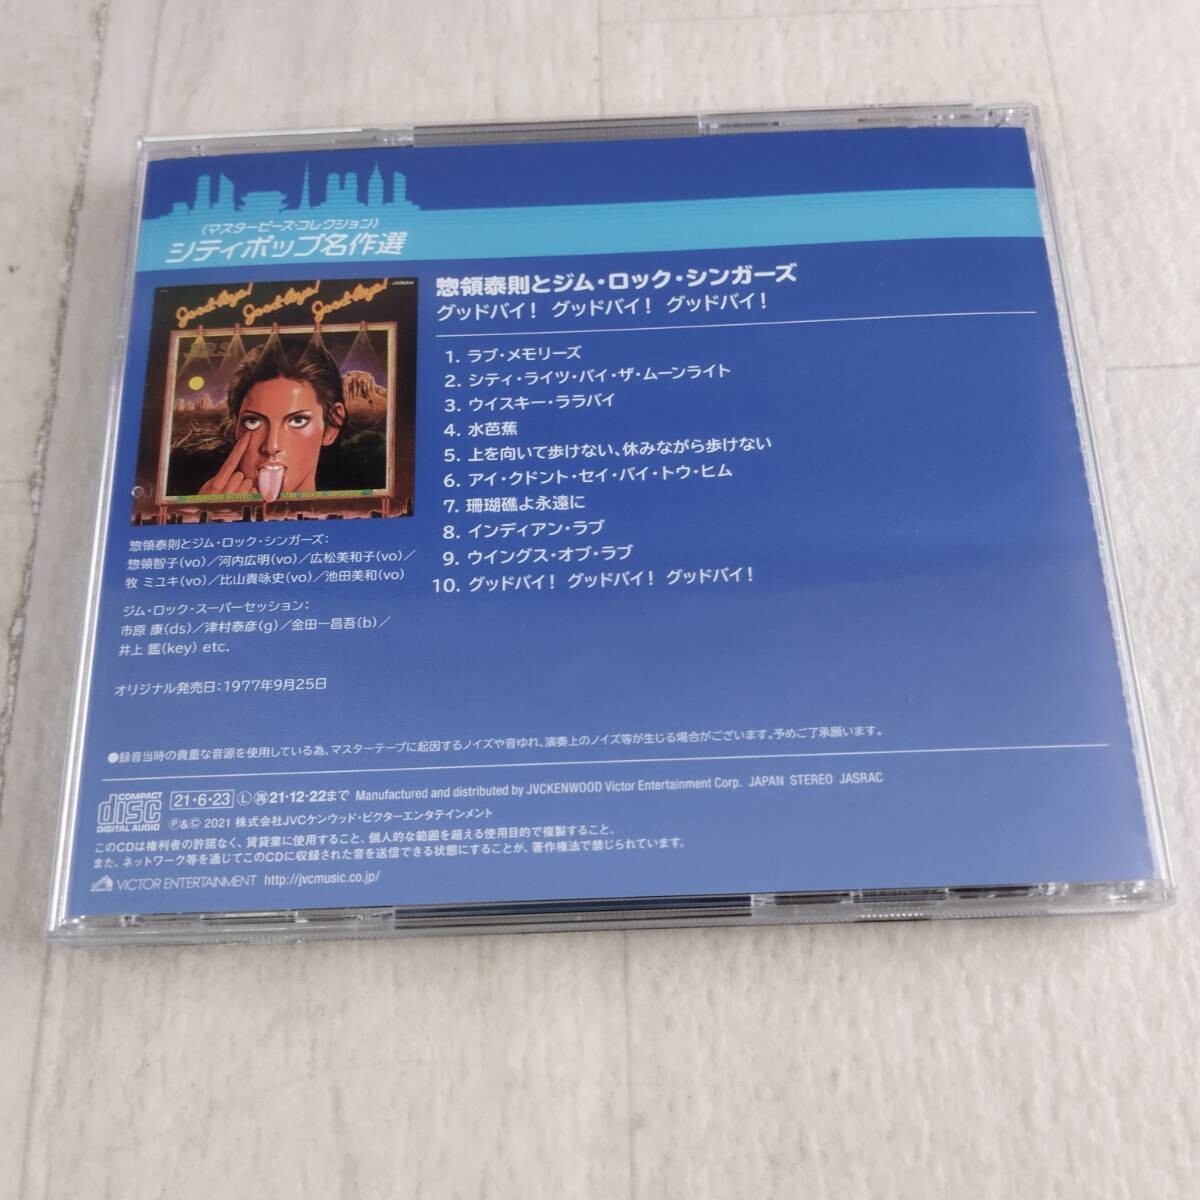 〈マスターピース・コレクション〉
シティポップ名作選
Good-bye! Good-bye! Good-bye!
惣領泰則とジム・ロック・シンガーズ
グッドバイ! グッドバイ! グッドバイ!
1. ラブ・メモリーズ
2. シティ・ライツ・バイ・ザ・ムーンライト
3. ウイスキー・ララバイ
4. 水芭蕉
5. 上を向いて歩けない、休みながら歩けない
6. アイ・クドント・セイ・バイ・トウ・ヒム
7. 珊瑚礁よ永遠に
8. インディアン・ラブ
9. ウイングス・オブ・ラブ
10. グッドバイ! グッドバイ! グッドバイ!
惣領泰則とジム・ロック・シンガーズ:
惣領智子(vo)/河内広明(vo)/広松美和子(vo)/
牧 ミユキ(vo)/比山貴咏史(vo)/池田美和(vo)
ジム・ロック・スーパーセッション:
市原 康(ds)/津村泰彦(g)/金田一昌吾(b)/
井上 鑑(key) etc.
オリジナル発売日:1977年9月25日
●録音当時の貴重な音源を使用している為、マスターテープに起因するノイズや音ゆれ、演奏上のノイズ等が生じる場合がございます。予めご了承願います。
COMPACT
disc
DIGITAL AUDIO
21・6・23 Ⓛ 再 21・12・22まで Manufactured and distributed by JVCKENWOOD Victor Entertainment Corp. JAPAN STEREO JASRAC
℗&© 2021 株式会社JVCケンウッド・ビクターエンタテインメント
このCDは権利者の許諾なく、賃貸業に使用すること、個人的な範囲を超える使用目的で複製すること、
また、ネットワーク等を通じてこのCDに収録された音を送信できる状態にすることが、著作権法で禁じられています。
VICTOR ENTERTAINMENT http://jvcmusic.co.jp/